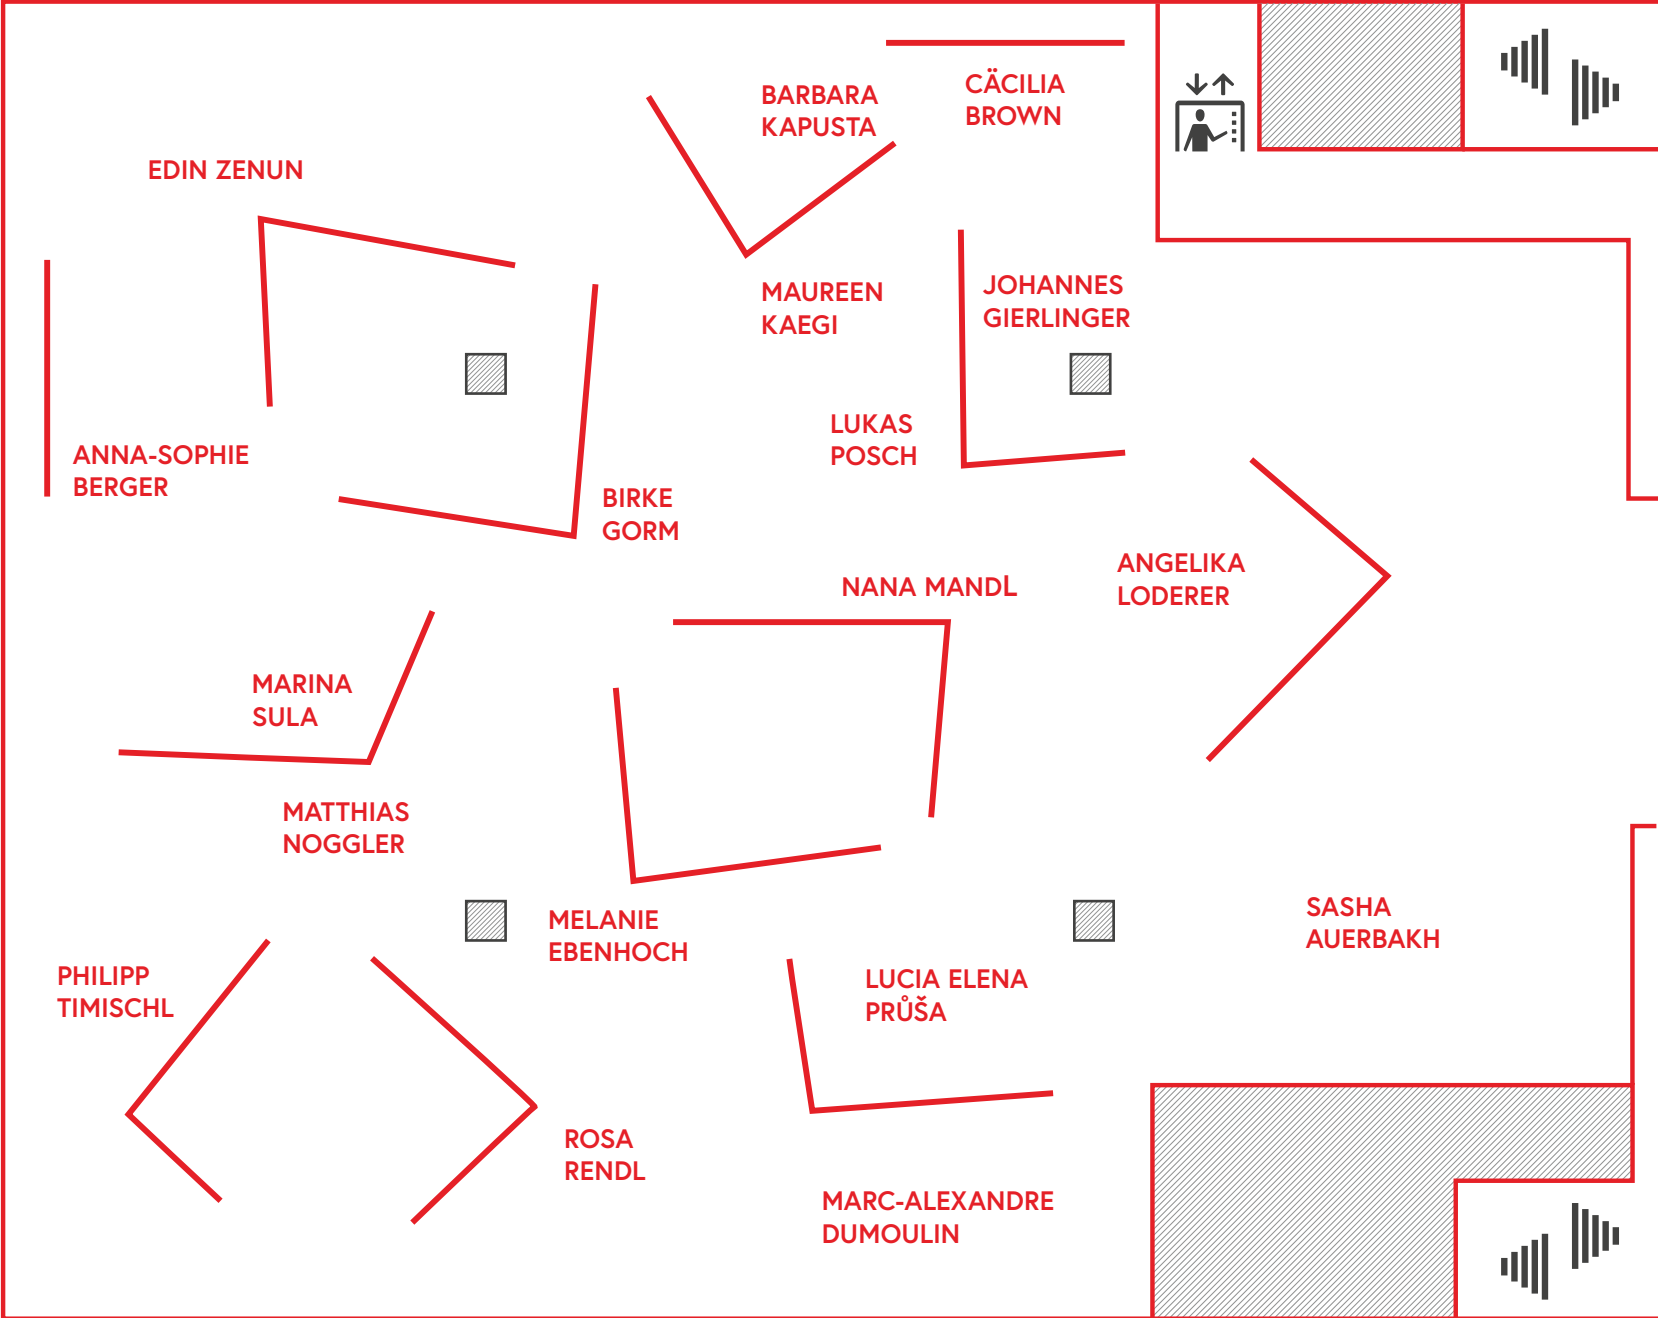 CÄCILIA
BROWN
BARBARA
KAPUSTA
EDIN ZENUN
MAUREEN
KAEGI
JOHANNES
GIERLINGER
LUKAS
POSCH
ANNA-SOPHIE
BERGER
BIRKE
GORM
ANGELIKA
LODERER
NANA MANDL
MARINA
SULA
MATTHIAS
NOGGLER
MELANIE
EBENHOCH
SASHA
AUERBAKH
PHILIPP
TIMISCHL
LUCIA ELENA
PRŮŠA
ROSA
RENDL
MARC-ALEXANDRE
DUMOULIN